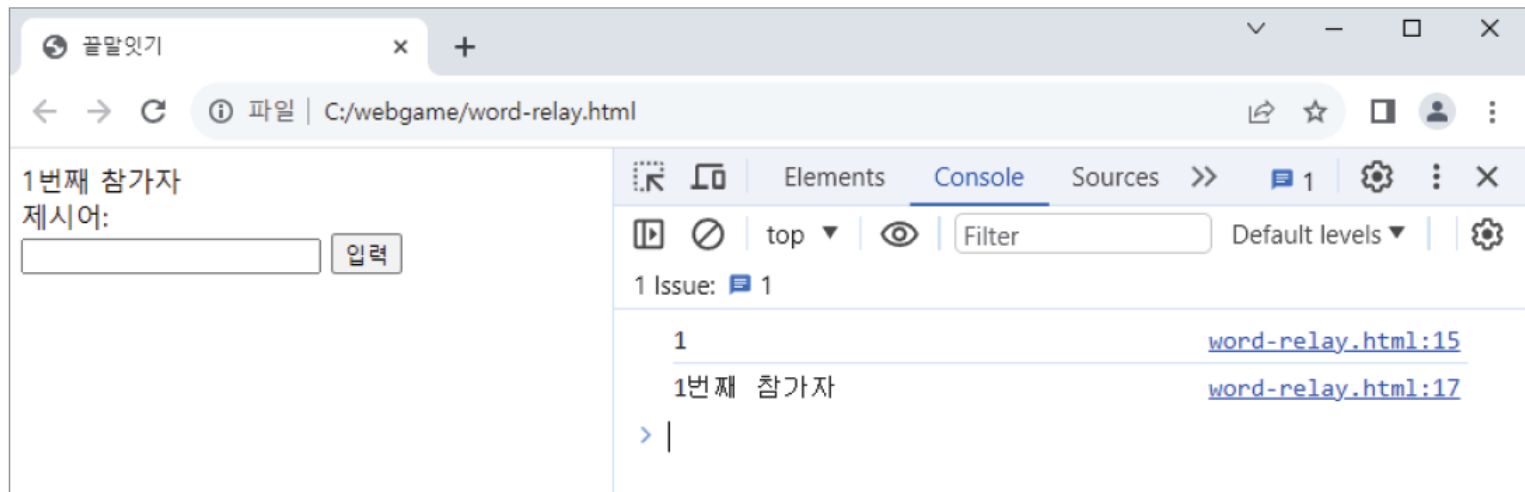 끝말잇기
파일 C:/webgame/word-relay.html
1번째 참가자
제시어:
입력
Elements Console Sources 1
top Filter Default levels
1 Issue: 1
1 word-relay.html:15
1번째 참가자 word-relay.html:17